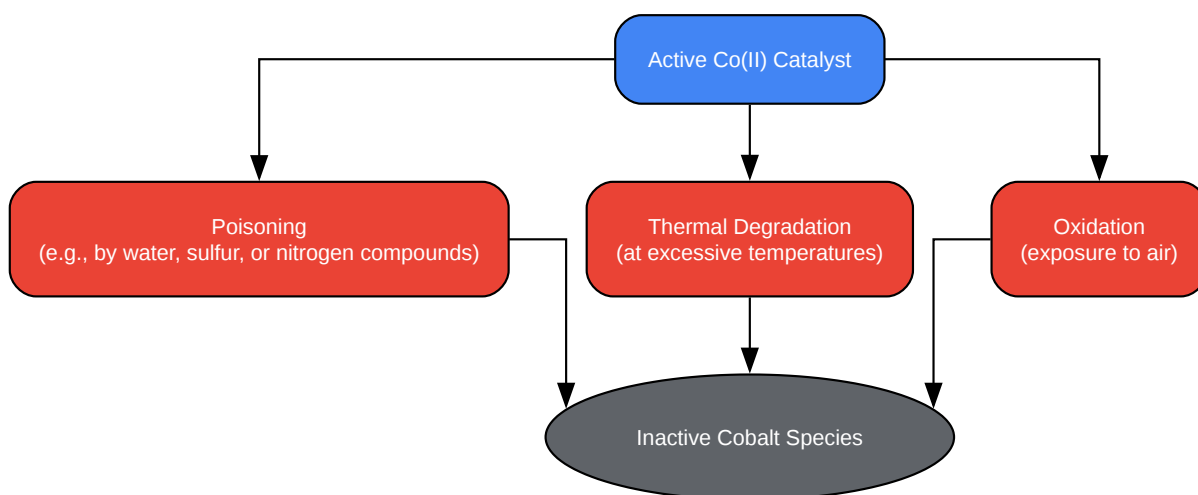 Active Co(II) Catalyst
Poisoning
(e.g., by water, sulfur, or nitrogen compounds)
Thermal Degradation
(at excessive temperatures)
Oxidation
(exposure to air)
Inactive Cobalt Species